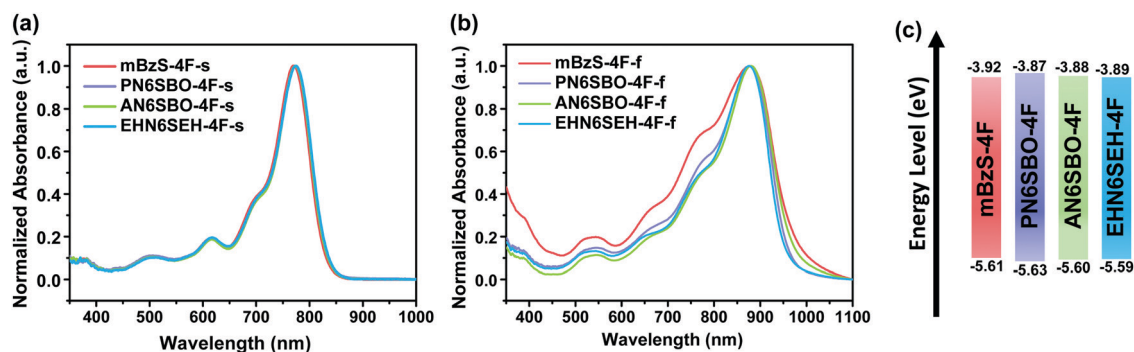 (a)
Normalized Absorbance (a.u.)
1.0
0.8
0.6
0.4
0.2
0.0
mBzS-4F-s
PN6SBO-4F-s
AN6SBO-4F-s
EHN6SEH-4F-s
400 500 600 700 800 900 1000
Wavelength (nm)
(b)
Normalized Absorbance (a.u.)
1.0
0.8
0.6
0.4
0.2
0.0
mBzS-4F-f
PN6SBO-4F-f
AN6SBO-4F-f
EHN6SEH-4F-f
400 500 600 700 800 900 1000 1100
Wavelength (nm)
(c)
Energy Level (eV)
-3.92 -3.87 -3.88 -3.89
mBzS-4F
PN6SBO-4F
AN6SBO-4F
EHN6SEH-4F
-5.61 -5.63 -5.60 -5.59